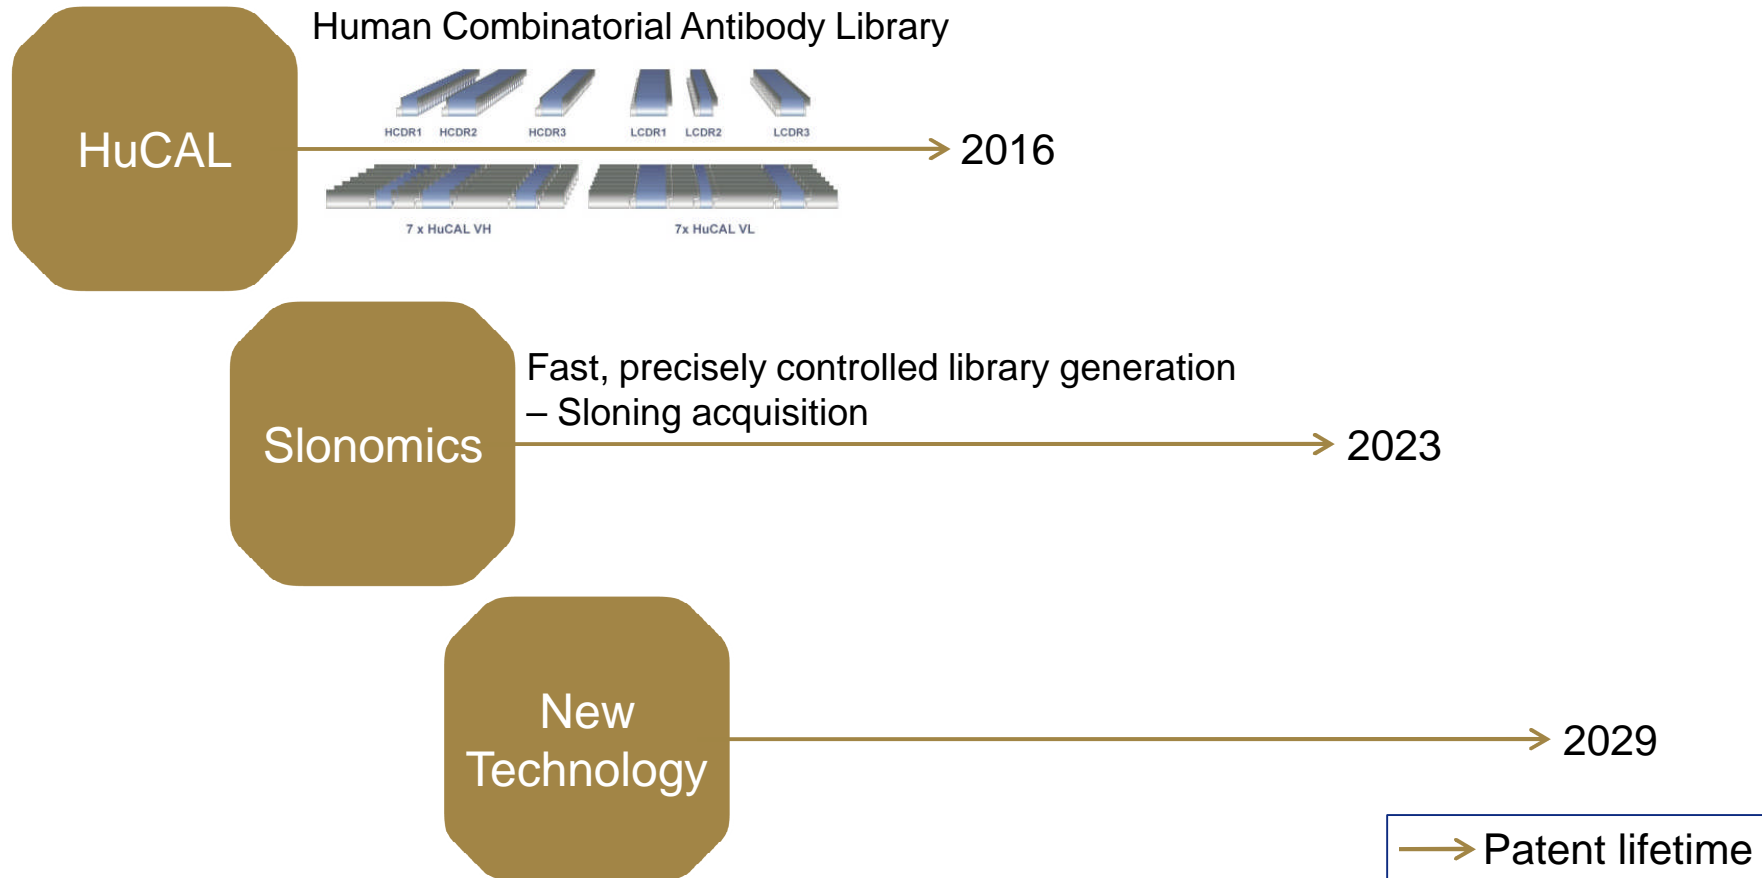 Human Combinatorial Antibody Library
HuCAL
HCDR1 HCDR2 HCDR3 LCDR1 LCDR2 LCDR3
2016
7 x HuCAL VH 7x HuCAL VL
Fast, precisely controlled library generation
– Sloning acquisition
Slonomics
2023
New
Technology
2029
Patent lifetime